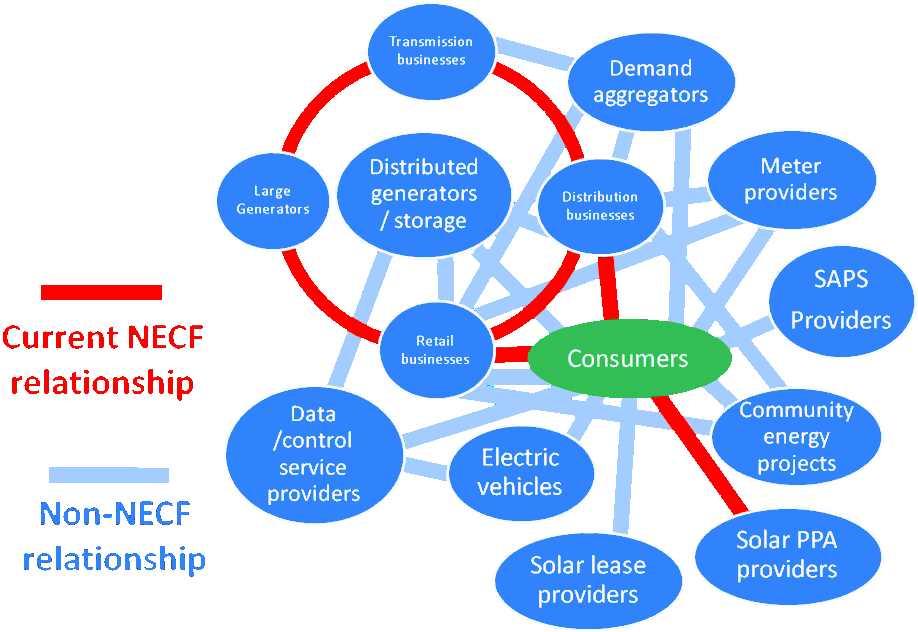 Transmission
businesses
Demand
aggregators
Distributed
generators
/ storage
Meter
providers
Large
Generators
Distribution
businesses
SAPS
Providers
Current NECF
relationship
Retail
businesses
Consumers
Data
/control
service
providers
Community
energy
projects
Electric
vehicles
Non-NECF
relationship
Solar lease
providers
Solar PPA
providers